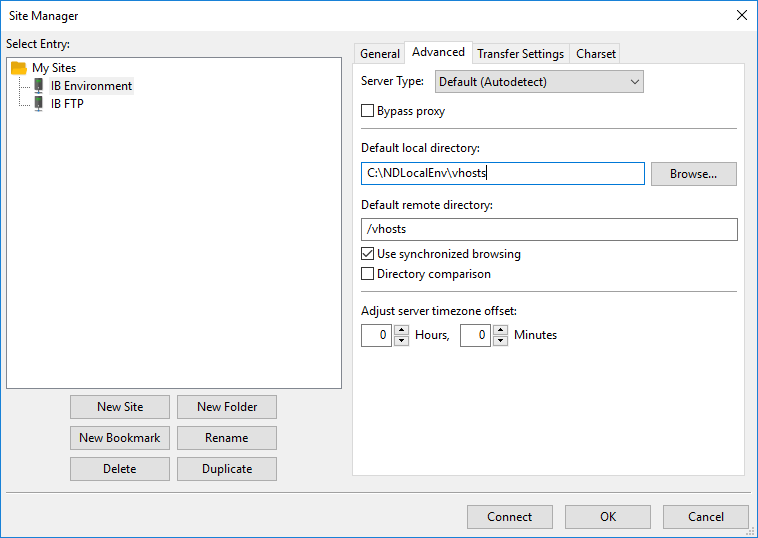 Site Manager
Select Entry:
My Sites
IB Environment
IB FTP
New Site
New Folder
New Bookmark
Rename
Delete
Duplicate
General
Advanced
Transfer Settings
Charset
Server Type:
Default (Autodetect)
Bypass proxy
Default local directory:
C:\NDLocalEnv\vhosts
Browse...
Default remote directory:
/vhosts
Use synchronized browsing
Directory comparison
Adjust server timezone offset:
0 Hours, 0 Minutes
Connect
OK
Cancel